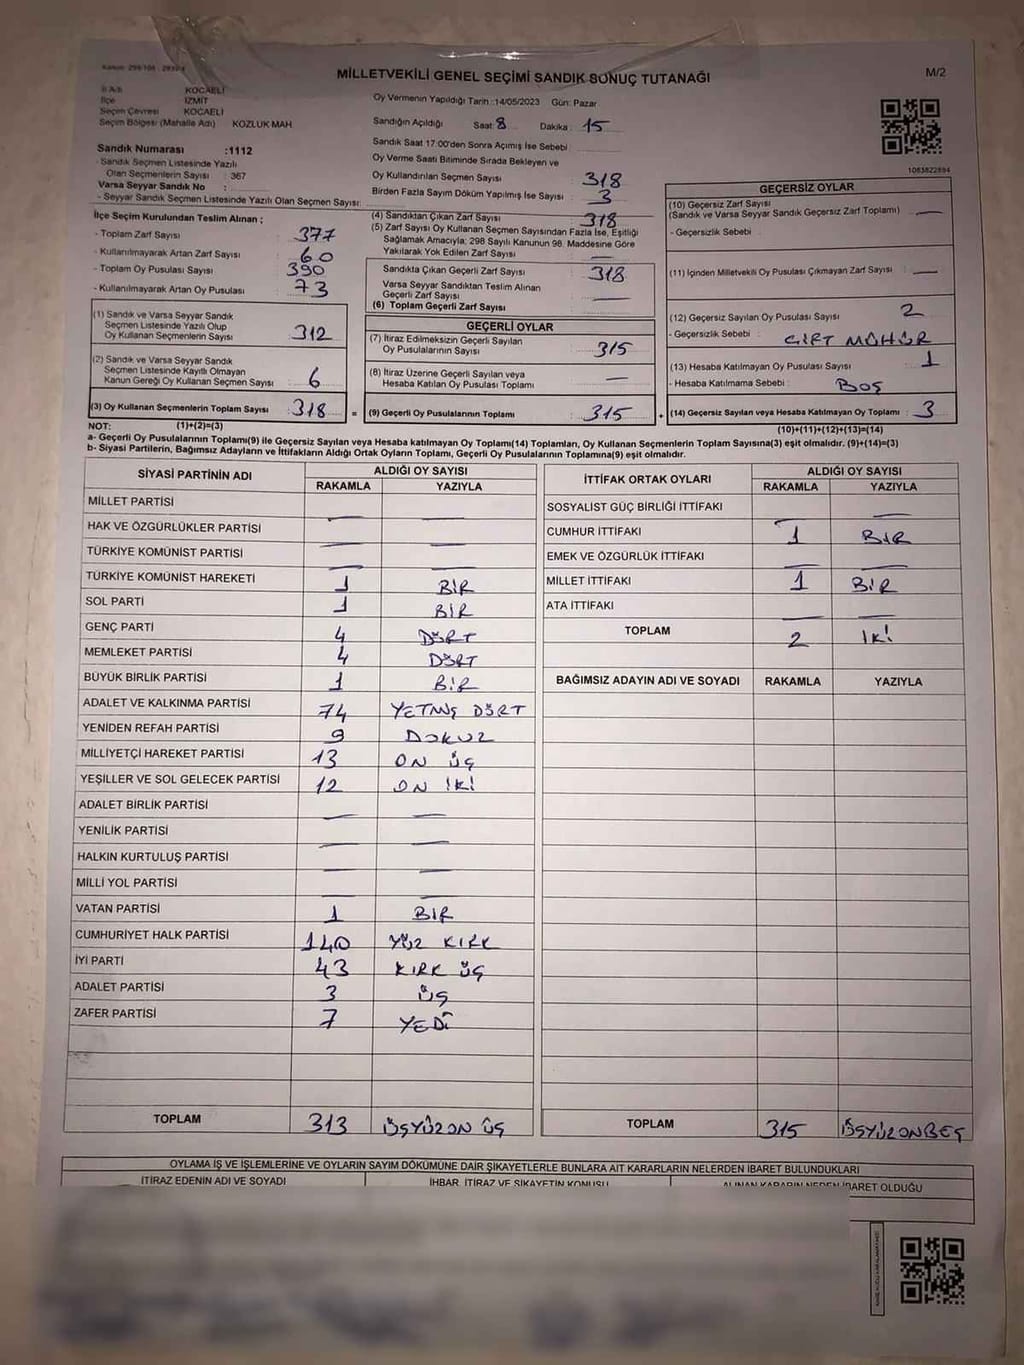 Kanun: 298/105 - 
MİLLETVEKİLİ GENEL SEÇİMİ SANDIK SONUÇ TUTANAĞI
M/2
İl Adı KOCAELİ
İlçe İZMİT
Seçim Çevresi KOCAELİ
Seçim Bölgesi (Mahalle Adı) KOZLUK MAH
Sandık Numarası :1112
- Sandık Seçmen Listesinde Yazılı
Olan Seçmenlerin Sayısı : 367
Varsa Seyyar Sandık No :
- Seyyar Sandık Seçmen Listesinde Yazılı Olan Seçmen Sayısı:
Oy Vermenin Yapıldığı Tarih :14/05/2023 Gün: Pazar
Sandığın Açıldığı Saat: 8 Dakika : 15
Sandık Saat 17:00'den Sonra Açımış İse Sebebi :
Oy Verme Saati Bitiminde Sırada Bekleyen ve
Oy Kullandırılan Seçmen Sayısı 318
Birden Fazla Sayım Döküm Yapılmış İse Sayısı : 3
1083822894
İlçe Seçim Kurulundan Teslim Alınan ;
- Toplam Zarf Sayısı 377
- Kullanılmayarak Artan Zarf Sayısı 60
- Toplam Oy Pusulası Sayısı 390
- Kullanılmayarak Artan Oy Pusulası 73
(4) Sandıktan Çıkan Zarf Sayısı 318
(5) Zarf Sayısı Oy Kullanan Seçmen Sayısından Fazla İse, Eşitliği
Sağlamak Amacıyla; 298 Sayılı Kanunun 98. Maddesine Göre
Yakılarak Yok Edilen Zarf Sayısı : —
Sandıkta Çıkan Geçerli Zarf Sayısı 318
Varsa Seyyar Sandıktan Teslim Alınan
Geçerli Zarf Sayısı —
(6) Toplam Geçerli Zarf Sayısı
(1) Sandık ve Varsa Seyyar Sandık
Seçmen Listesinde Yazılı Olup
Oy Kullanan Seçmenlerin Sayısı 312
(2) Sandık ve Varsa Seyyar Sandık
Seçmen Listesinde Kayıtlı Olmayan
Kanun Gereği Oy Kullanan Seçmen Sayısı 6
(3) Oy Kullanan Seçmenlerin Toplam Sayısı : 318 =
GEÇERLİ OYLAR
(7) İtiraz Edilmeksizin Geçerli Sayılan
Oy Pusulalarının Sayısı 315
(8) İtiraz Üzerine Geçerli Sayılan veya
Hesaba Katılan Oy Pusulası Toplamı —
(9) Geçerli Oy Pusulalarının Toplamı 315 +
GEÇERSİZ OYLAR
(10) Geçersiz Zarf Sayısı
(Sandık ve Varsa Seyyar Sandık Geçersiz Zarf Toplamı) —
- Geçersizlik Sebebi
(11) İçinden Milletvekili Oy Pusulası Çıkmayan Zarf Sayısı : —
(12) Geçersiz Sayılan Oy Pusulası Sayısı 2
- Geçersizlik Sebebi : ÇİFT MÜHÜR
(13) Hesaba Katılmayan Oy Pusulası Sayısı 1
- Hesaba Katılmama Sebebi : BOŞ
(14) Geçersiz Sayılan veya Hesaba Katılmayan Oy Toplamı : 3
NOT: (1)+(2)=(3)
(10)+(11)+(12)+(13)=(14)
a- Geçerli Oy Pusulalarının Toplamı(9) ile Geçersiz Sayılan veya Hesaba katılmayan Oy Toplamı(14) Toplamları, Oy Kullanan Seçmenlerin Toplam Sayısına(3) eşit olmalıdır. (9)+(14)=(3)
b- Siyasi Partilerin, Bağımsız Adayların ve İttifakların Aldığı Ortak Oyların Toplamı, Geçerli Oy Pusulalarının Toplamına(9) eşit olmalıdır.
SİYASİ PARTİNİN ADI ALDIĞI OY SAYISI
RAKAMLA YAZIYLA
MİLLET PARTİSİ — —
HAK VE ÖZGÜRLÜKLER PARTİSİ — —
TÜRKİYE KOMÜNİST PARTİSİ — —
TÜRKİYE KOMÜNİST HAREKETİ 1 BİR
SOL PARTİ 1 BİR
GENÇ PARTİ 4 DÖRT
MEMLEKET PARTİSİ 4 DÖRT
BÜYÜK BİRLİK PARTİSİ 1 BİR
ADALET VE KALKINMA PARTİSİ 74 YETMİŞ DÖRT
YENİDEN REFAH PARTİSİ 9 DOKUZ
MİLLİYETÇİ HAREKET PARTİSİ 13 ON ÜÇ
YEŞİLLER VE SOL GELECEK PARTİSİ 12 ON İKİ
ADALET BİRLİK PARTİSİ — —
YENİLİK PARTİSİ — —
HALKIN KURTULUŞ PARTİSİ — —
MİLLİ YOL PARTİSİ — —
VATAN PARTİSİ 1 BİR
CUMHURİYET HALK PARTİSİ 140 YÜZ KIRK
İYİ PARTİ 43 KIRK ÜÇ
ADALET PARTİSİ 3 ÜÇ
ZAFER PARTİSİ 7 YEDİ
TOPLAM 313 ÜÇYÜZON ÜÇ
İTTİFAK ORTAK OYLARI ALDIĞI OY SAYISI
RAKAMLA YAZIYLA
SOSYALİST GÜÇ BİRLİĞİ İTTİFAKI —
CUMHUR İTTİFAKI 1 BİR
EMEK VE ÖZGÜRLÜK İTTİFAKI — —
MİLLET İTTİFAKI 1 BİR
ATA İTTİFAKI — —
TOPLAM 2 İKİ
BAĞIMSIZ ADAYIN ADI VE SOYADI RAKAMLA YAZIYLA
TOPLAM 315 ÜÇYÜZONBEŞ
OYLAMA İŞ VE İŞLEMLERİNE VE OYLARIN SAYIM DÖKÜMÜNE DAİR ŞİKAYETLERLE BUNLARA AİT KARARLARIN NELERDEN İBARET BULUNDUKLARI
İTİRAZ EDENİN ADI VE SOYADI İHBAR, İTİRAZ VE ŞİKAYETİN KONUSU ALINAN KARARIN NEDEN İBARET OLDUĞU